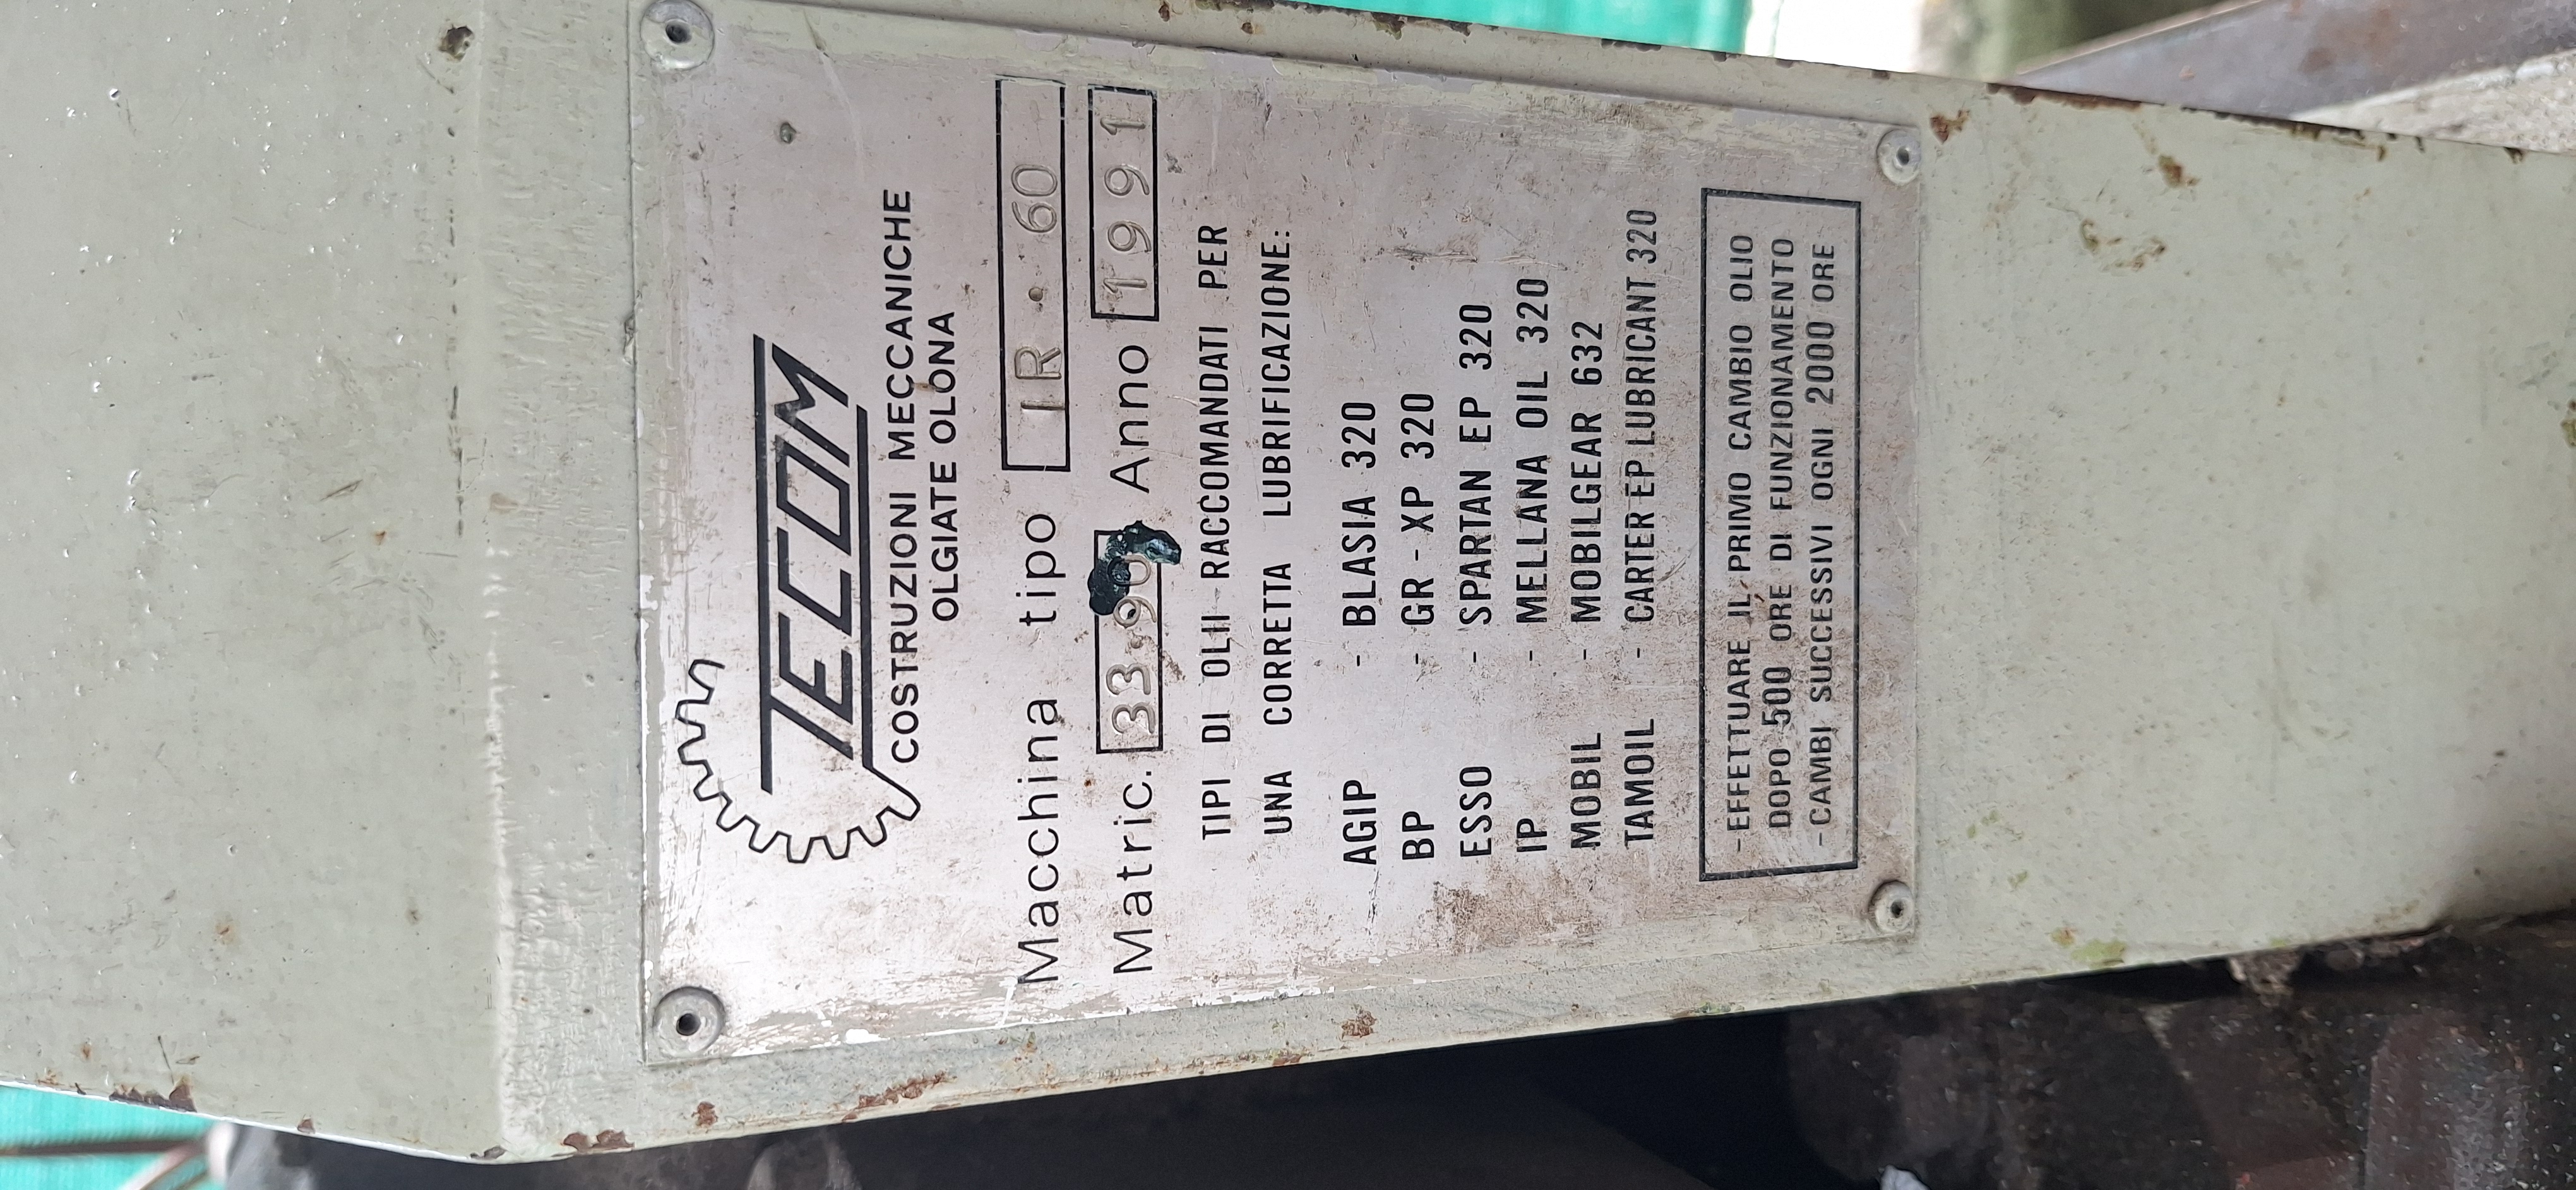 TECOM
COSTRUZIONI MECCANICHE
OLGIATE OLONA
Macchina tipo 1R. 60
Matric. 33.90 Anno 1991
TIPI DI OLII RACCOMANDATI PER
UNA CORRETTA LUBRIFICAZIONE:
AGIP - BLASIA 320
BP - GR-XP 320
ESSO - SPARTAN EP 320
IP - MELLANA OIL 320
MOBIL - MOBILGEAR 632
TAMOIL - CARTER EP LUBRICANT 320
-EFFETTUARE IL PRIMO CAMBIO OLIO
DOPO 500 ORE DI FUNZIONAMENTO
-CAMBI SUCCESSIVI OGNI 2000 ORE